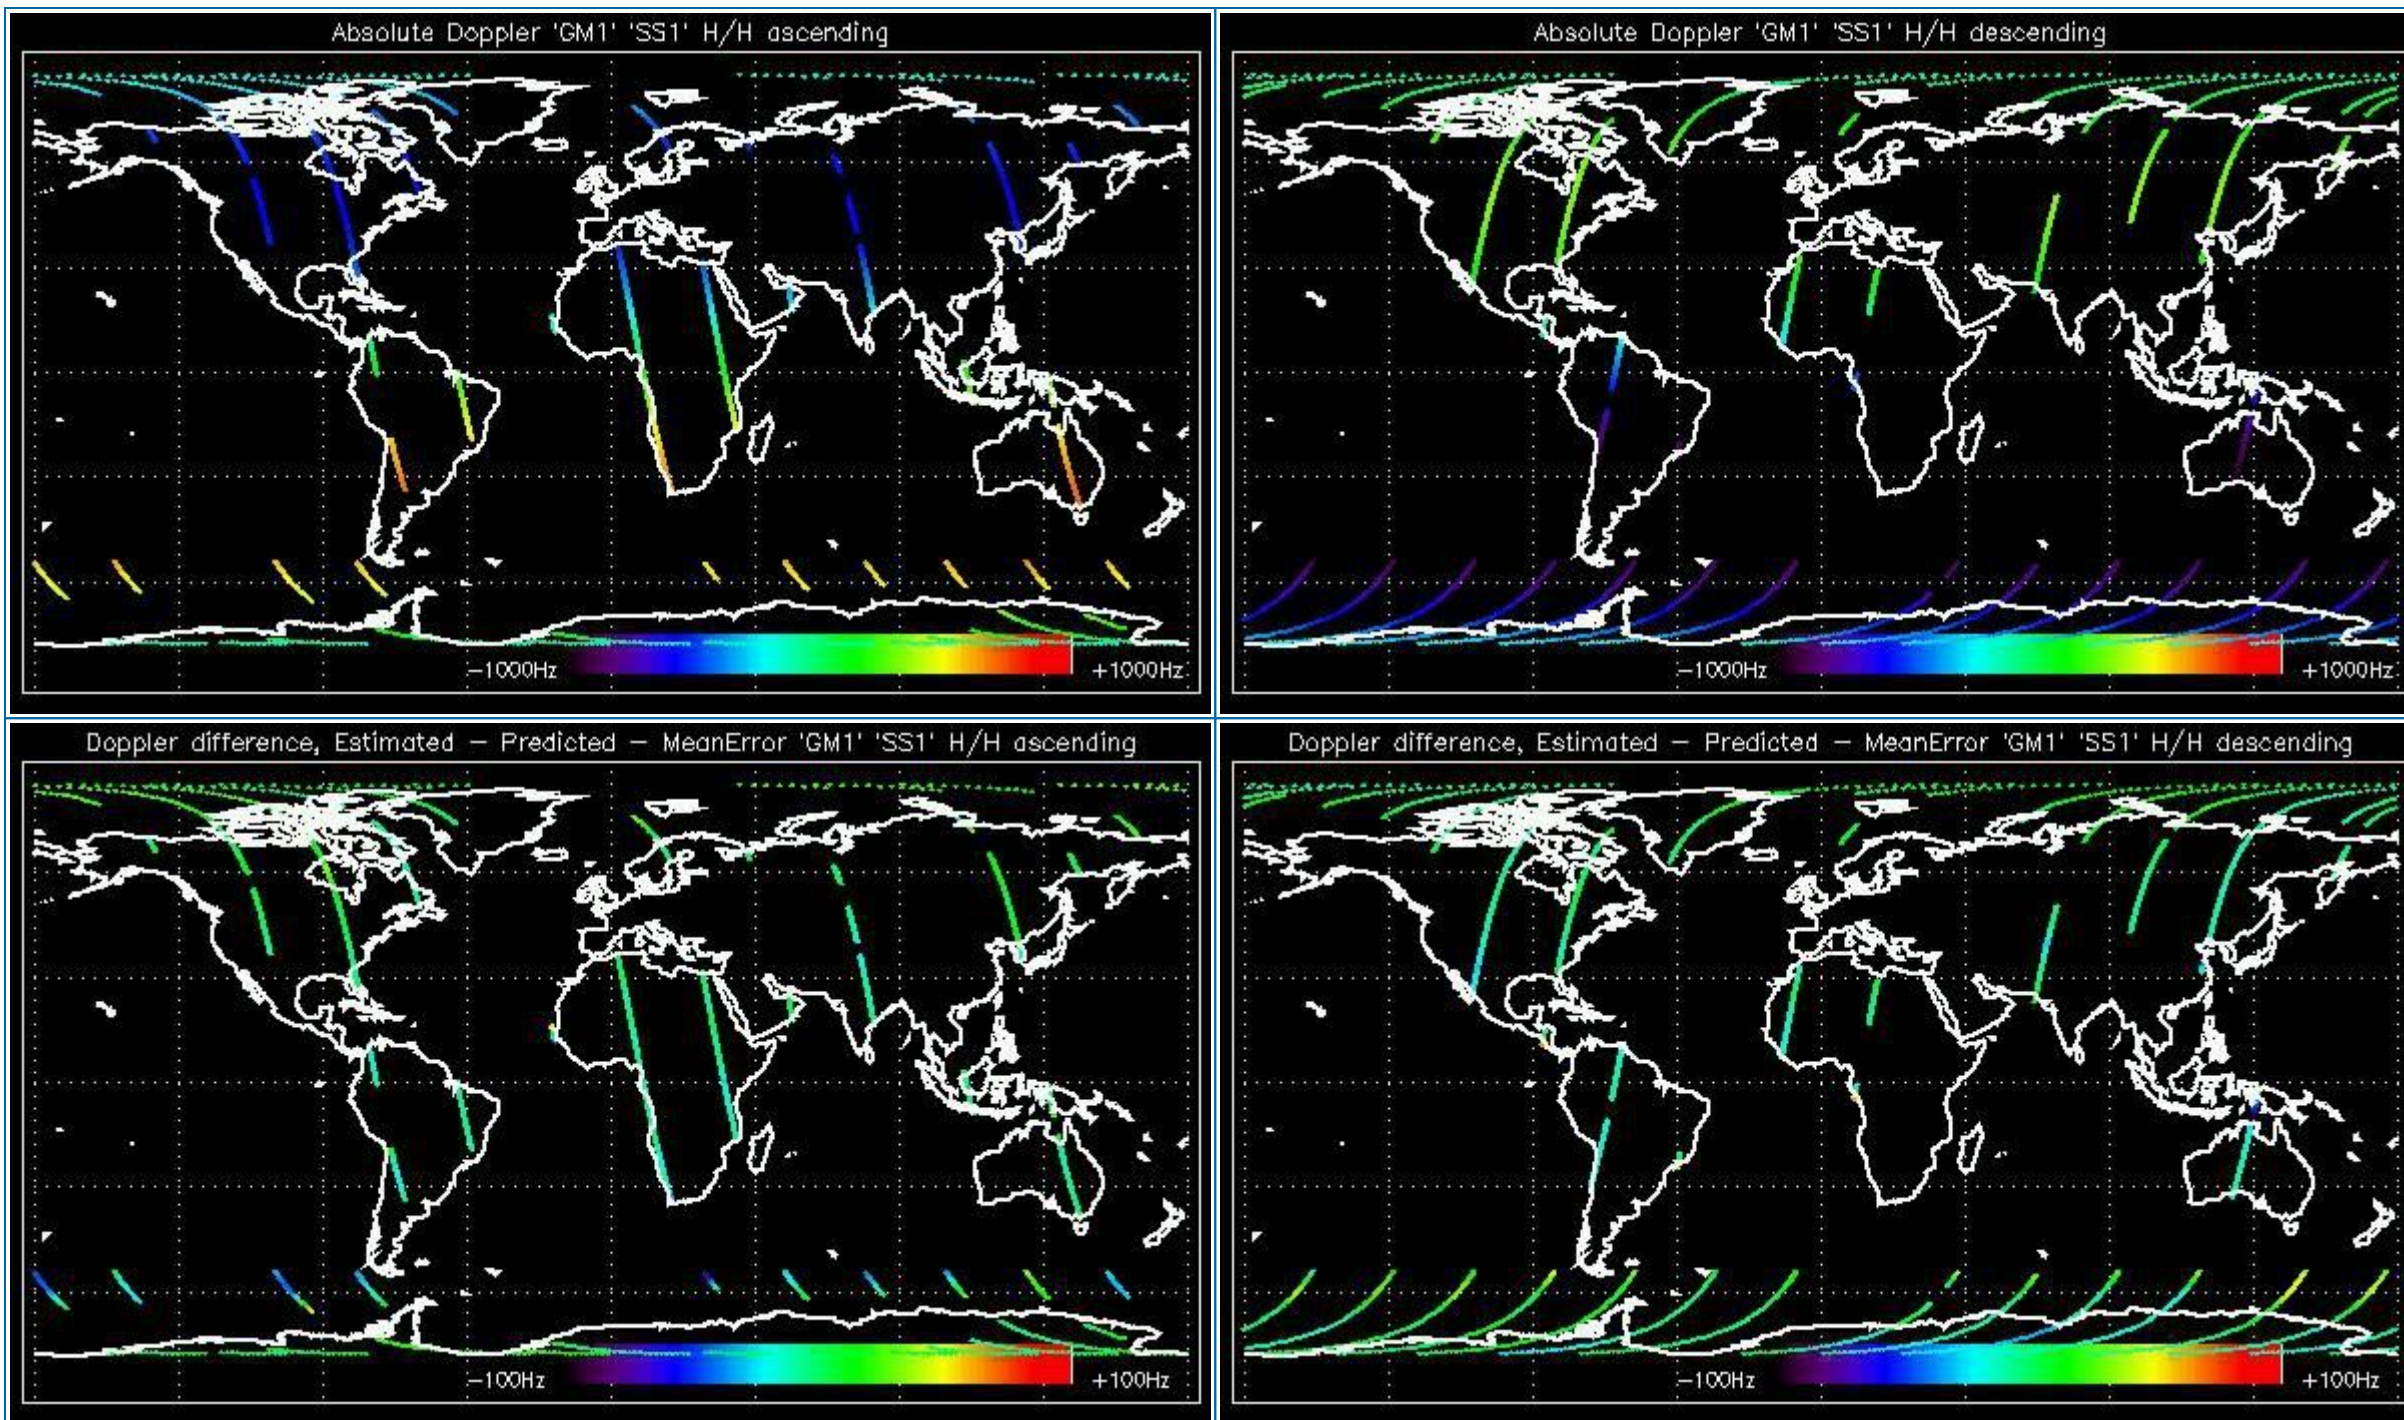 Absolute Doppler 'GM1' 'SS1' H/H ascending
-1000Hz
+1000Hz
Absolute Doppler 'GM1' 'SS1' H/H descending
-1000Hz
+1000Hz
Doppler difference, Estimated - Predicted - MeanError 'GM1' 'SS1' H/H ascending
-100Hz
+100Hz
Doppler difference, Estimated - Predicted - MeanError 'GM1' 'SS1' H/H descending
-100Hz
+100Hz